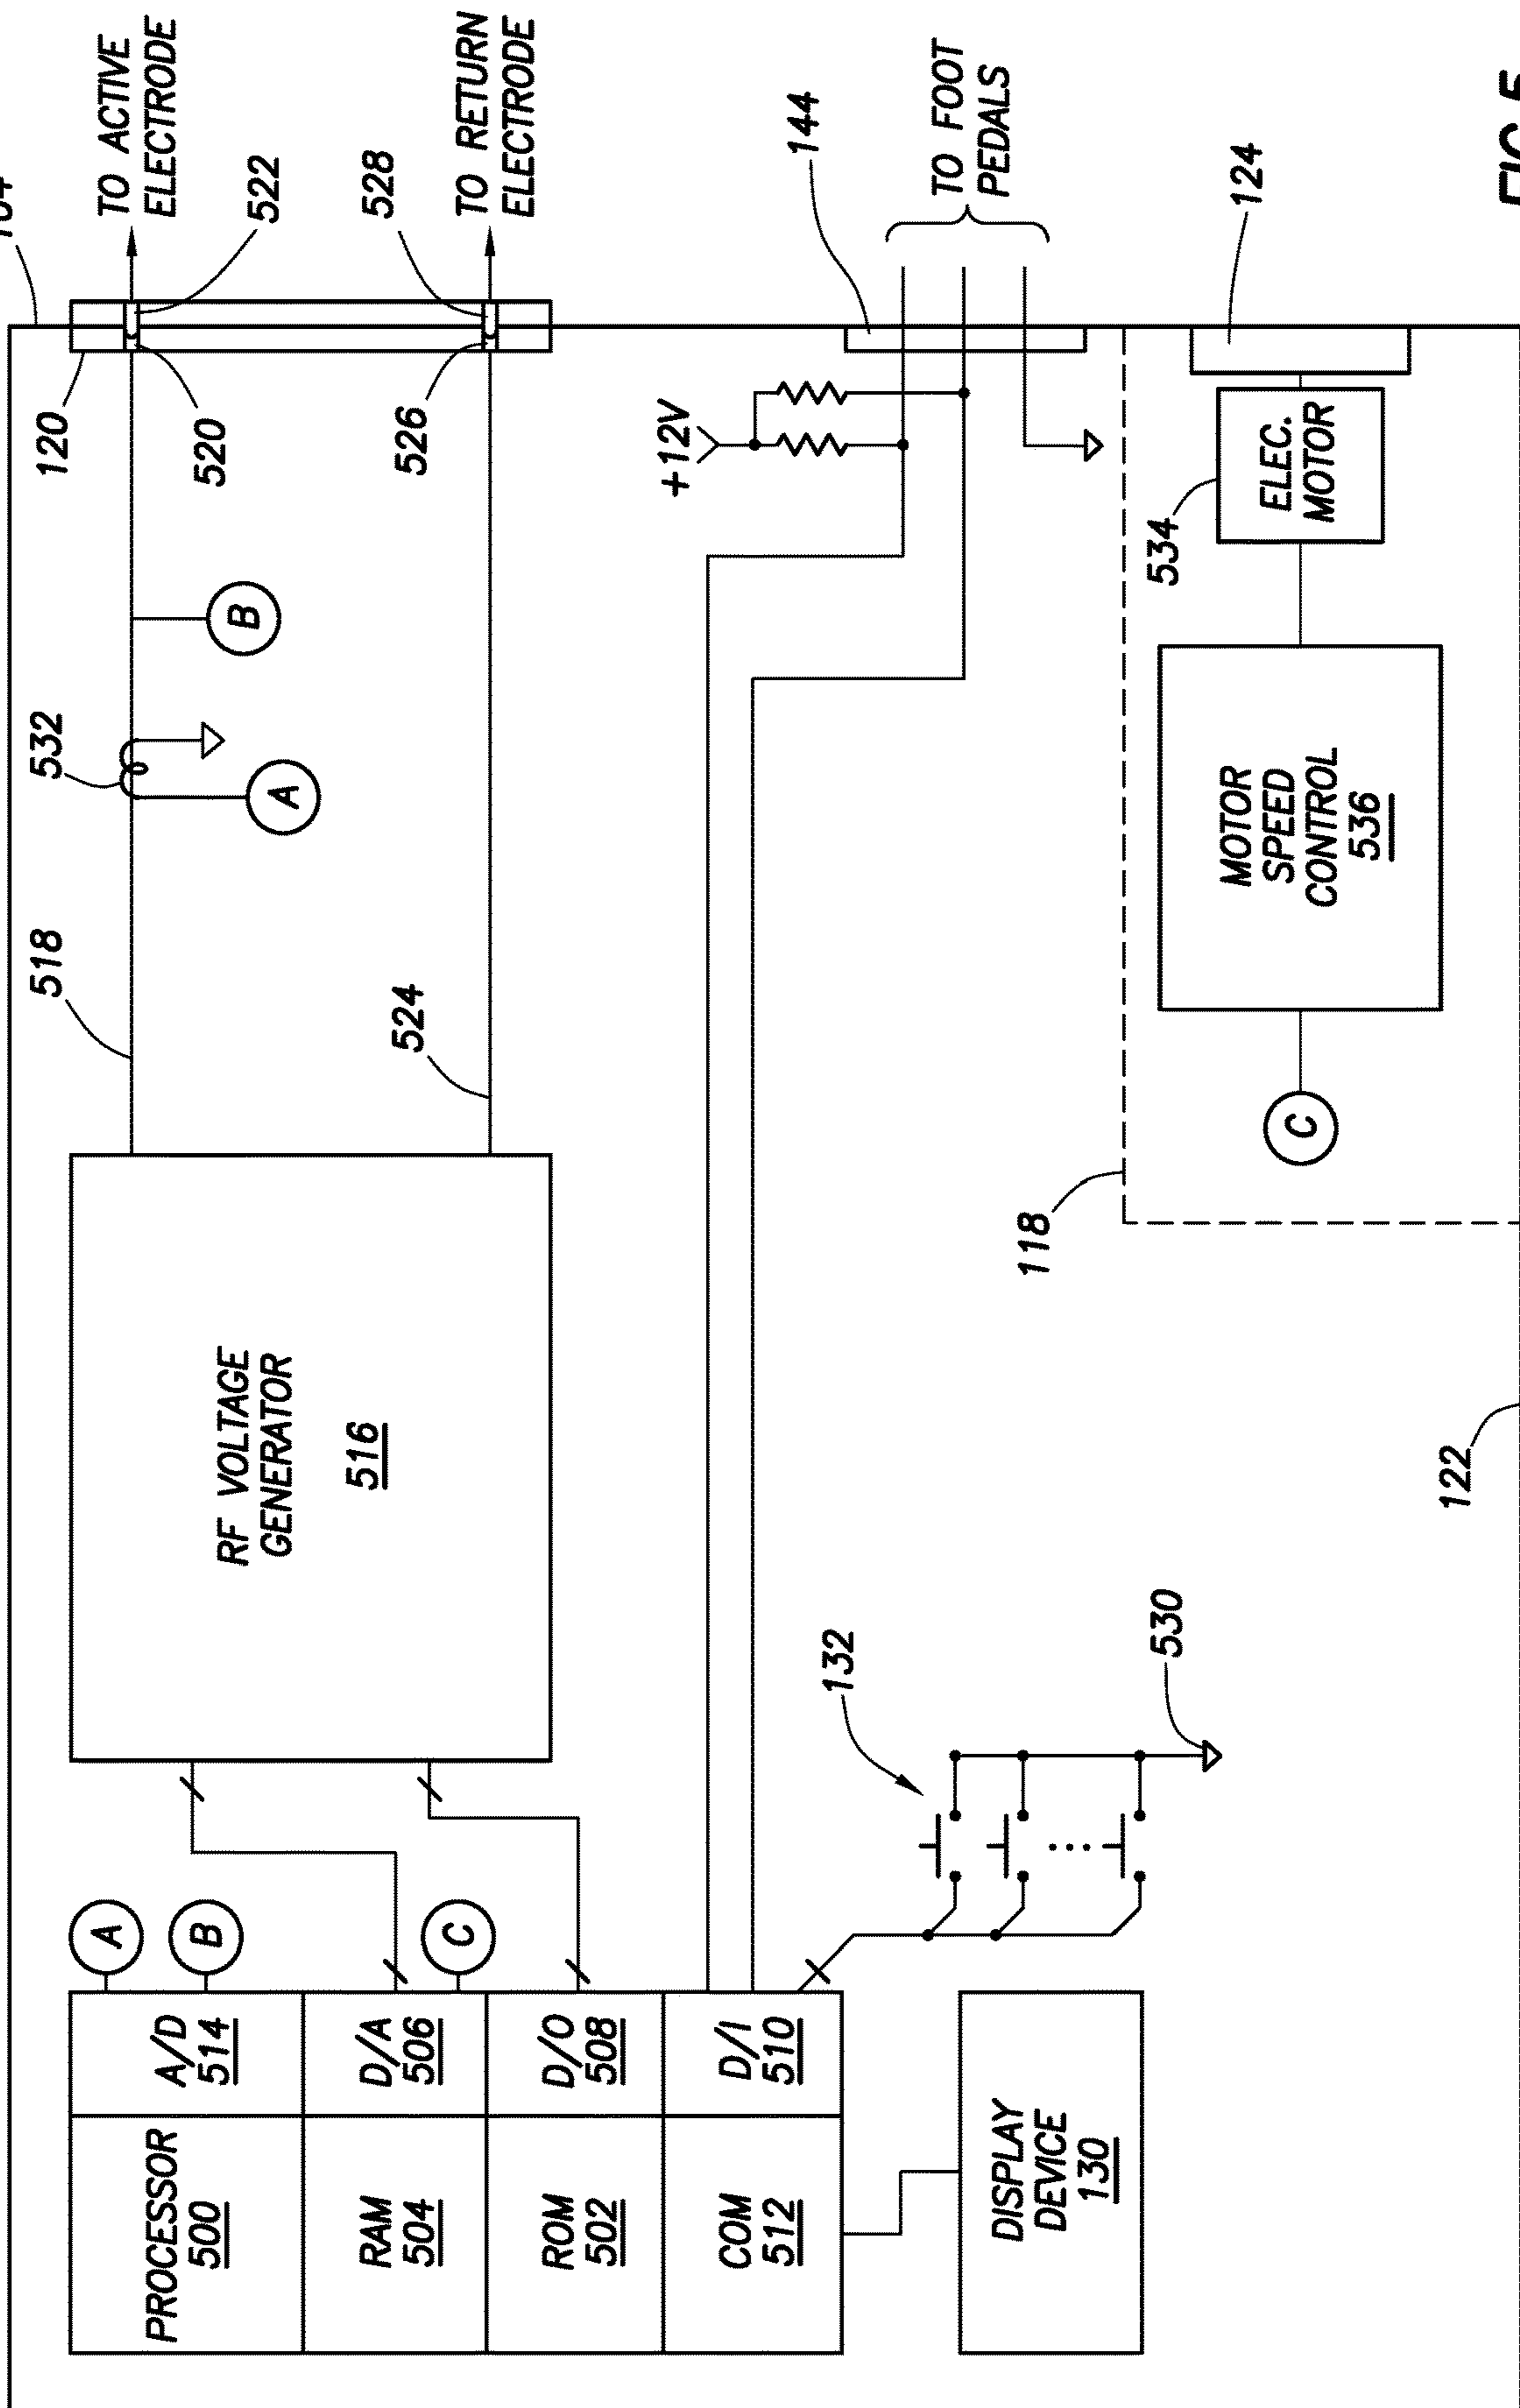 TO ACTIVE
ELECTRODE
522
528
TO RETURN
ELECTRODE
144
TO FOOT
PEDALS
124
120
520
526
+12V
534
ELEC.
MOTOR
B
532
A
518
524
MOTOR
SPEED
CONTROL
536
C
118
RF VOLTAGE
GENERATOR
516
122
132
530
A
B
C
PROCESSOR
500
A/D
514
RAM
504
D/A
506
ROM
502
D/O
508
COM
512
D/I
510
DISPLAY
DEVICE
130